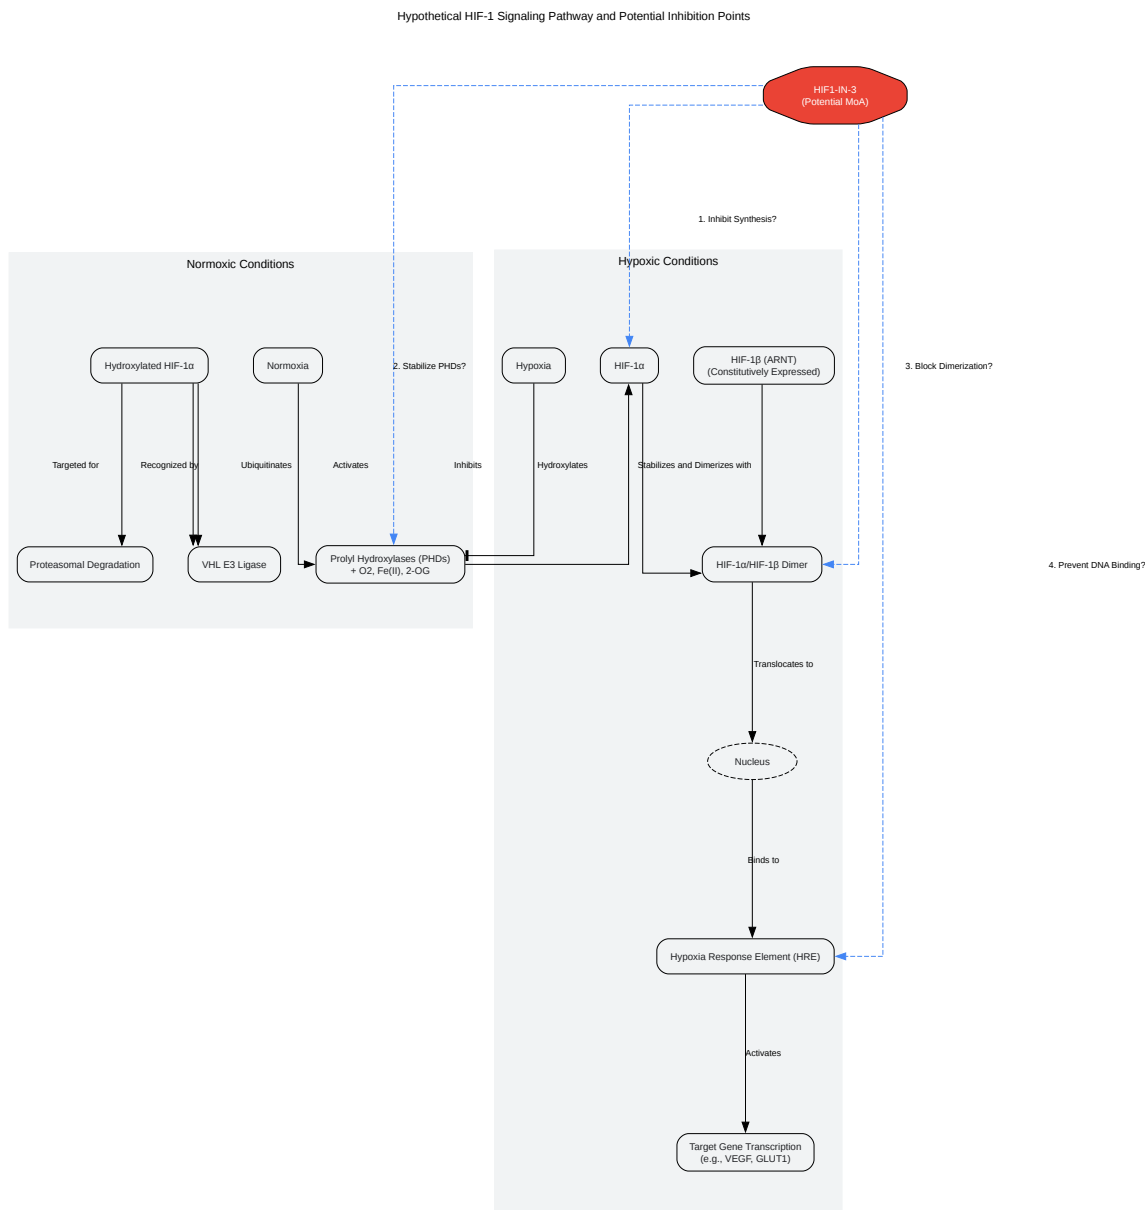 Hypothetical HIF-1 Signaling Pathway and Potential Inhibition Points
HIF1-IN-3
(Potential MoA)
1. Inhibit Synthesis?
Normoxic Conditions
Hypoxic Conditions
Hydroxylated HIF-1α
Normoxia
2. Stabilize PHDs?
Hypoxia
HIF-1α
HIF-1β (ARNT)
(Constitutively Expressed)
3. Block Dimerization?
Targeted for
Recognized by
Ubiquitinates
Activates
Inhibits
Hydroxylates
Stabilizes and Dimerizes with
Proteasomal Degradation
VHL E3 Ligase
Prolyl Hydroxylases (PHDs)
+ O2, Fe(II), 2-OG
HIF-1α/HIF-1β Dimer
4. Prevent DNA Binding?
Translocates to
Nucleus
Binds to
Hypoxia Response Element (HRE)
Activates
Target Gene Transcription
(e.g., VEGF, GLUT1)